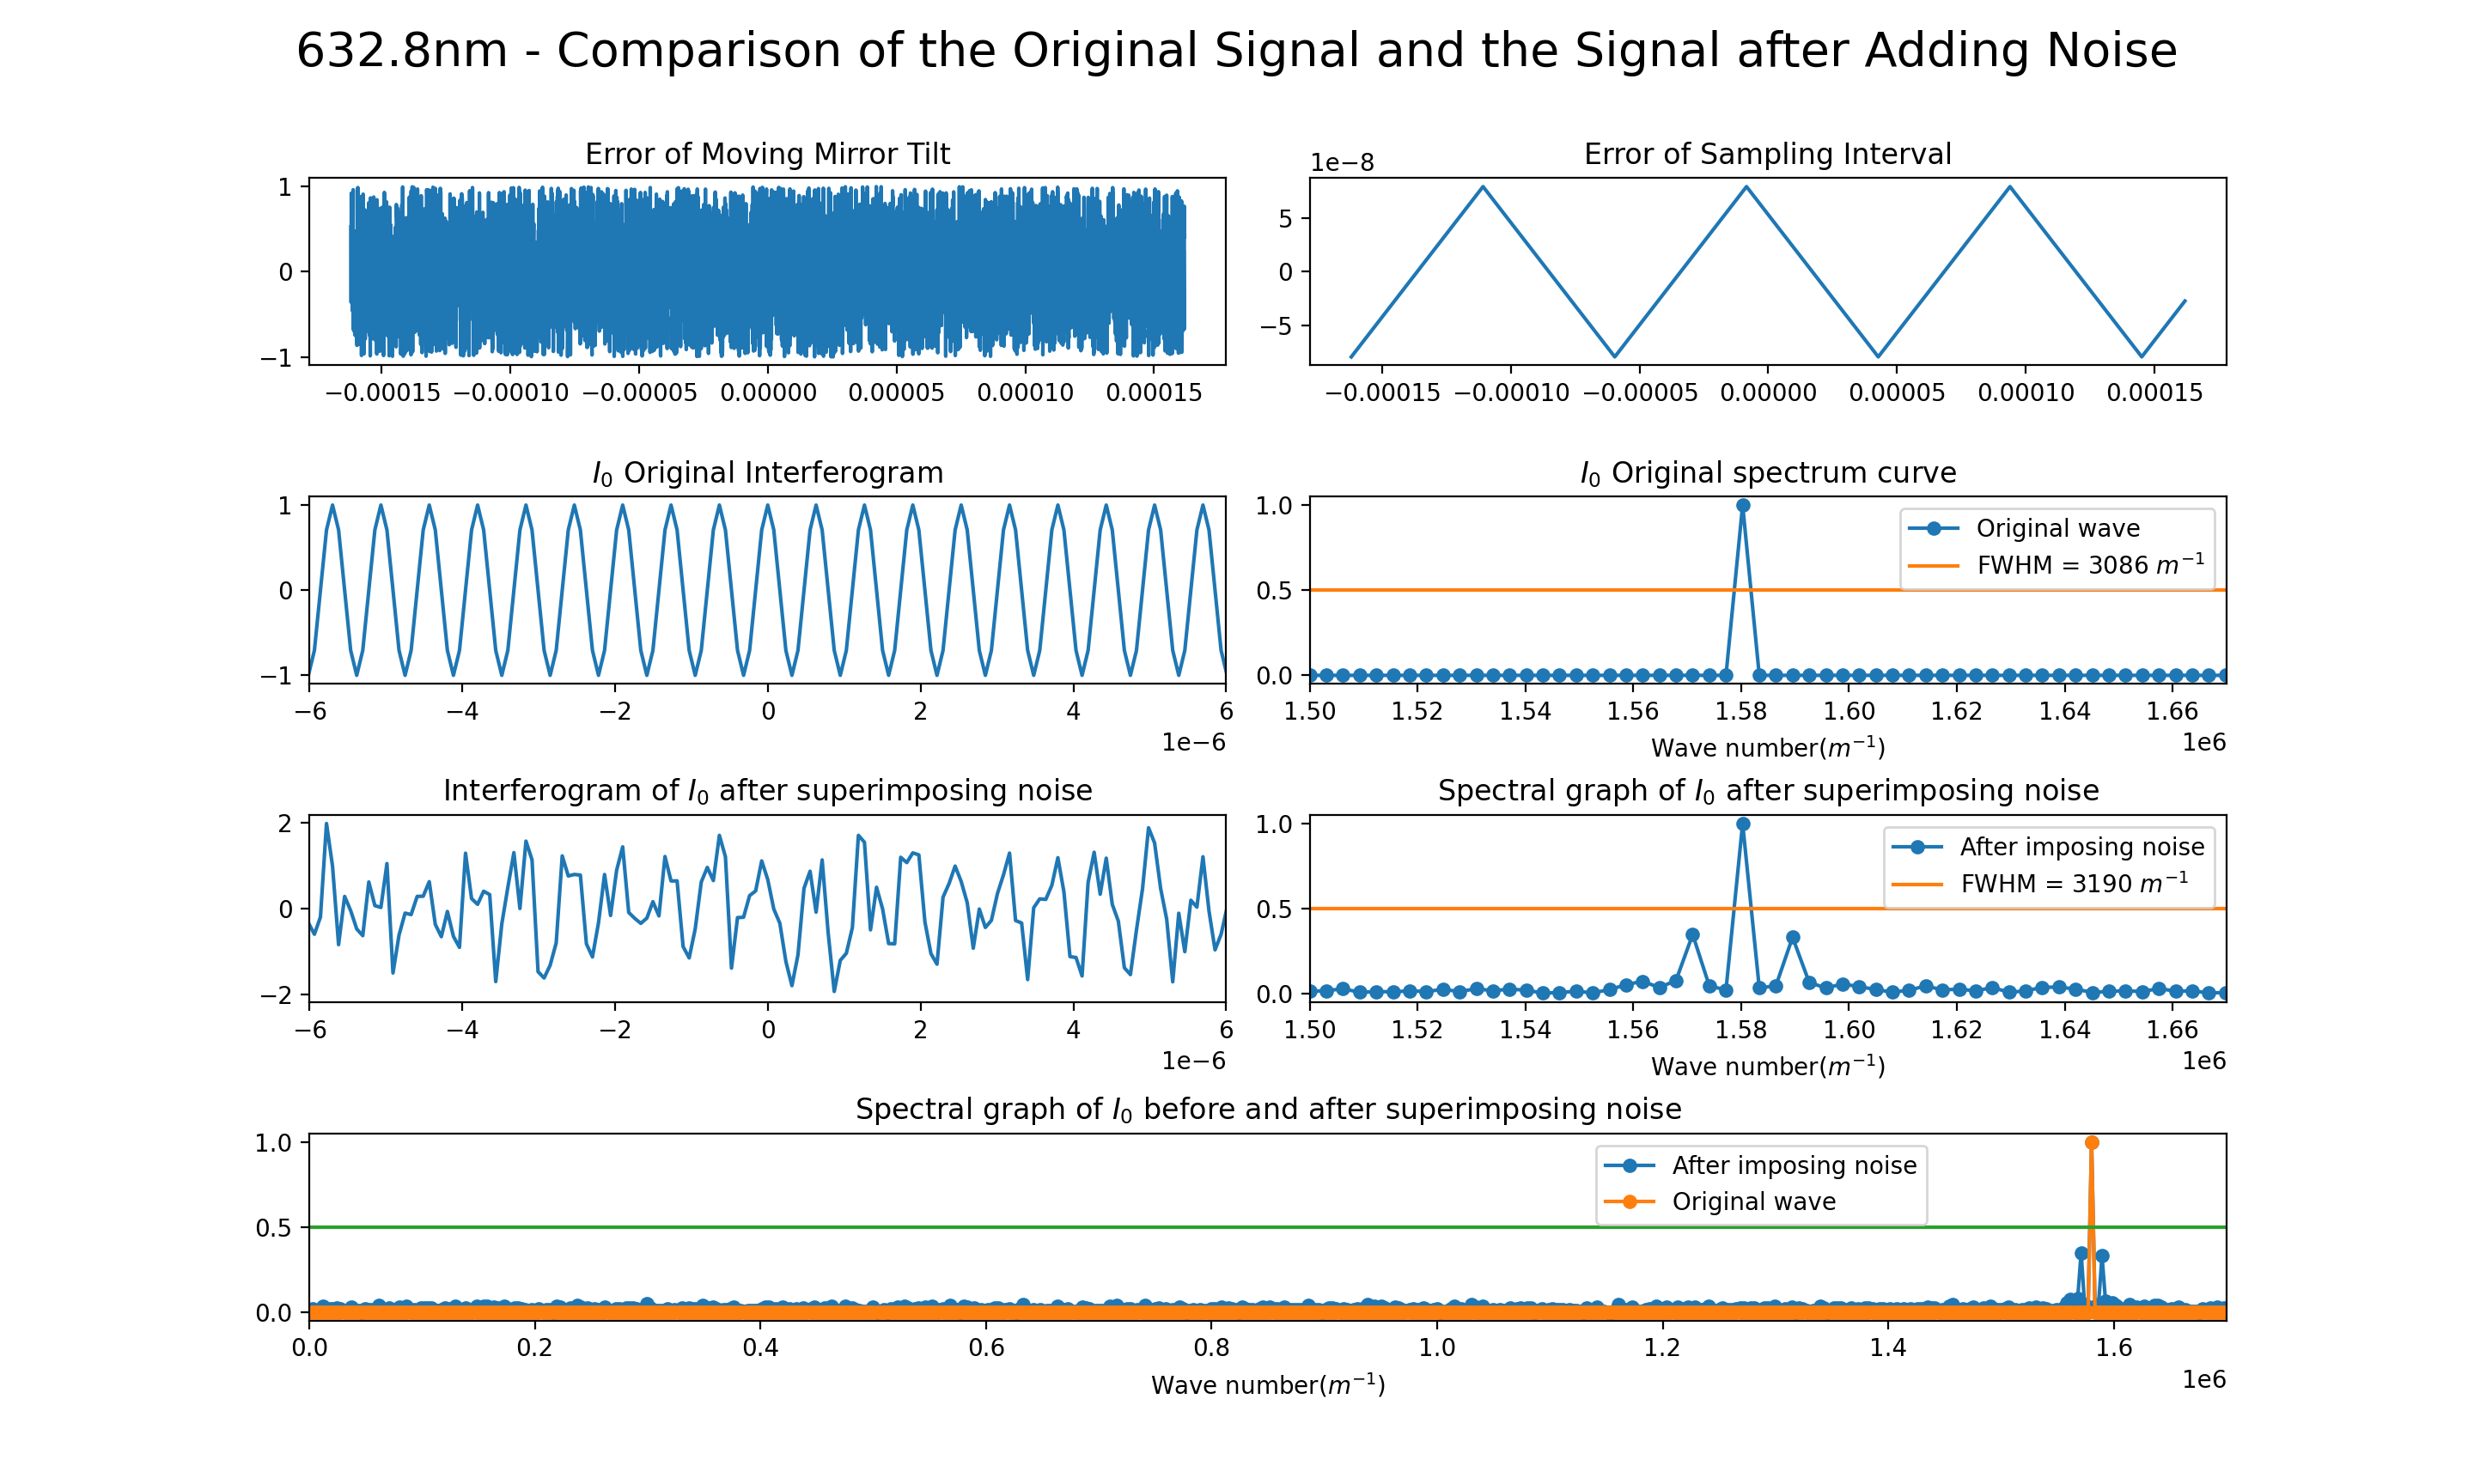 632.8nm - Comparison of the Original Signal and the Signal after Adding Noise
Error of Moving Mirror Tilt
1
0
−1
−0.00015 −0.00010 −0.00005 0.00000 0.00005 0.00010 0.00015
Error of Sampling Interval
1e−8
5
0
−5
−0.00015 −0.00010 −0.00005 0.00000 0.00005 0.00010 0.00015
I₀ Original Interferogram
1
0
−1
−6 −4 −2 0 2 4 6
1e−6
I₀ Original spectrum curve
1.0
0.5
0.0
Original wave
FWHM = 3086 m⁻¹
1.50 1.52 1.54 1.56 1.58 1.60 1.62 1.64 1.66
Wave number(m⁻¹)
1e6
Interferogram of I₀ after superimposing noise
2
0
−2
−6 −4 −2 0 2 4 6
1e−6
Spectral graph of I₀ after superimposing noise
1.0
0.5
0.0
After imposing noise
FWHM = 3190 m⁻¹
1.50 1.52 1.54 1.56 1.58 1.60 1.62 1.64 1.66
Wave number(m⁻¹)
1e6
Spectral graph of I₀ before and after superimposing noise
1.0
0.5
0.0
After imposing noise
Original wave
0.0 0.2 0.4 0.6 0.8 1.0 1.2 1.4 1.6
Wave number(m⁻¹)
1e6